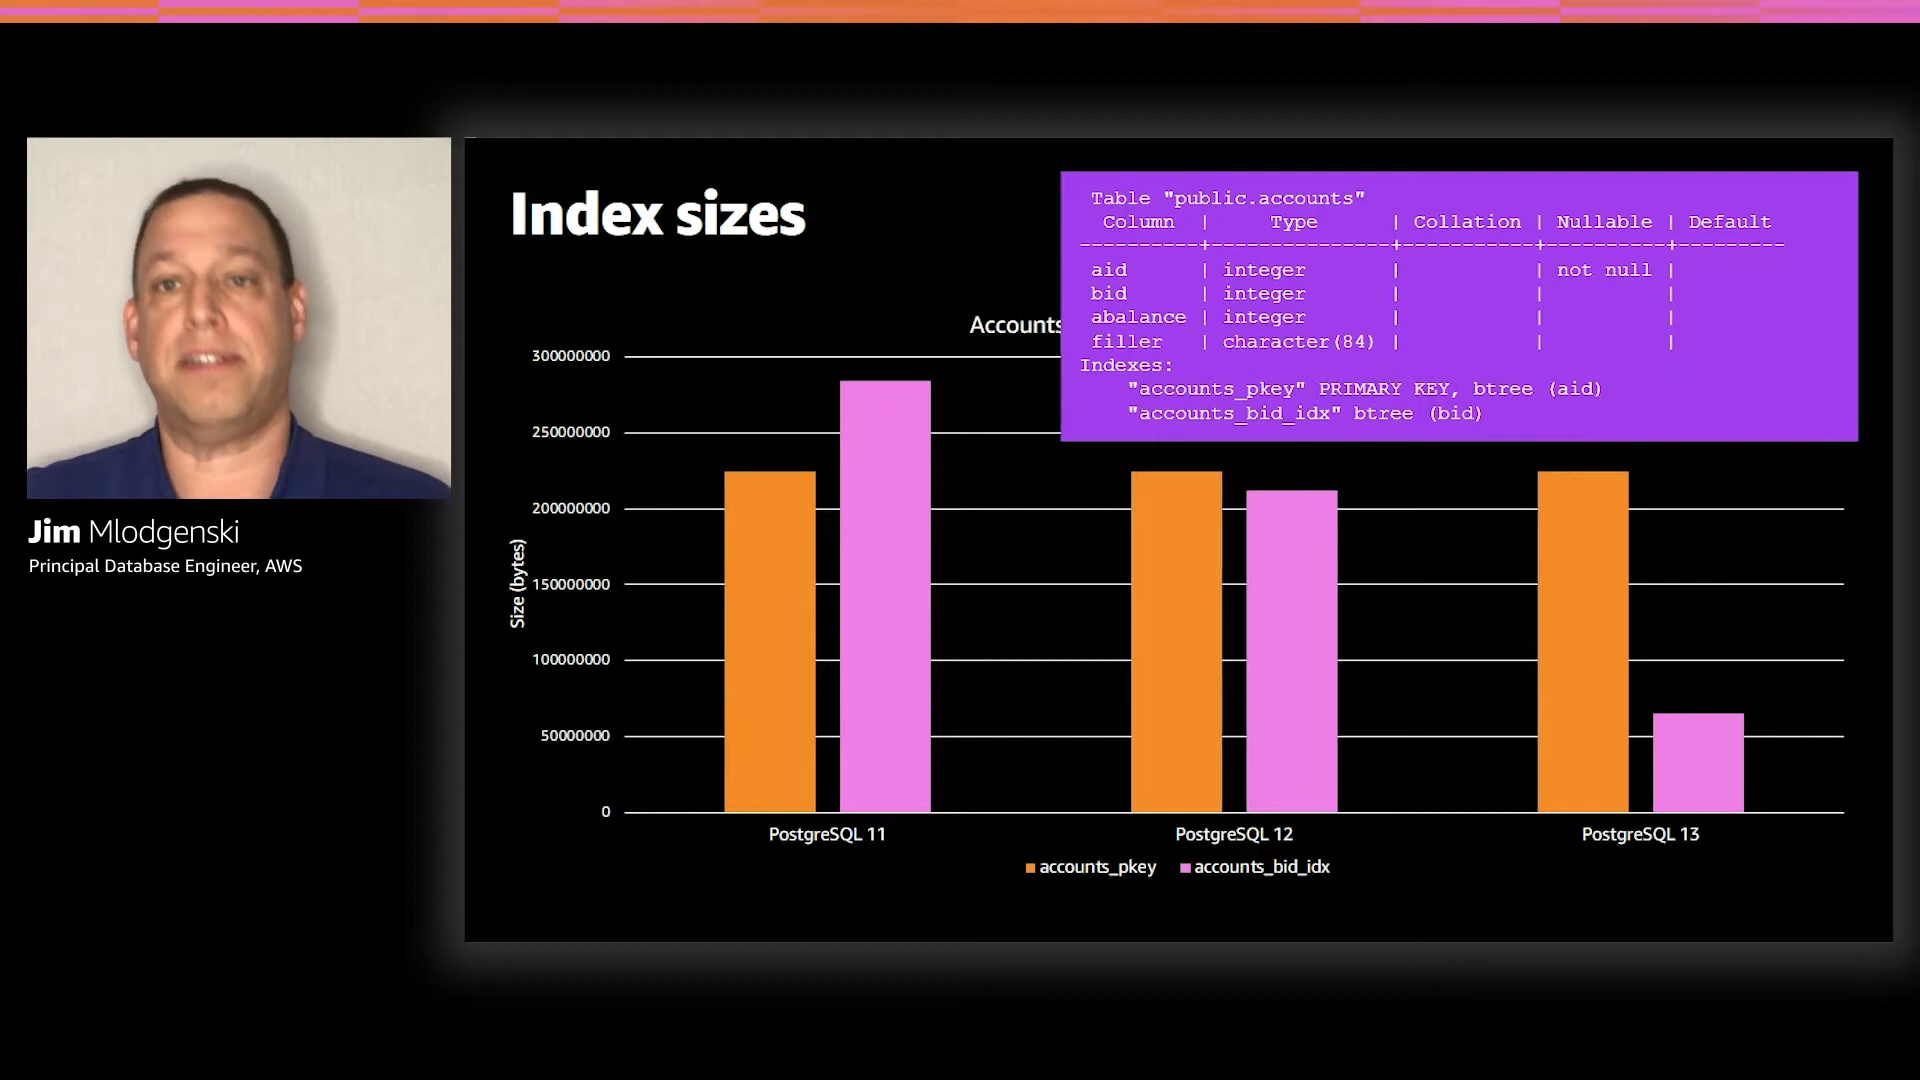 Jim Mlodgenski
Principal Database Engineer, AWS
Index sizes
Table "public.accounts"
Column | Type | Collation | Nullable | Default
----------+---------------+-----------+----------+---------
aid | integer | | not null |
bid | integer | | |
abalance | integer | | |
filler | character(84) | | |
Indexes:
"accounts_pkey" PRIMARY KEY, btree (aid)
"accounts_bid_idx" btree (bid)
Accounts
Size (bytes)
300000000
250000000
200000000
150000000
100000000
50000000
0
PostgreSQL 11
PostgreSQL 12
PostgreSQL 13
accounts_pkey
accounts_bid_idx